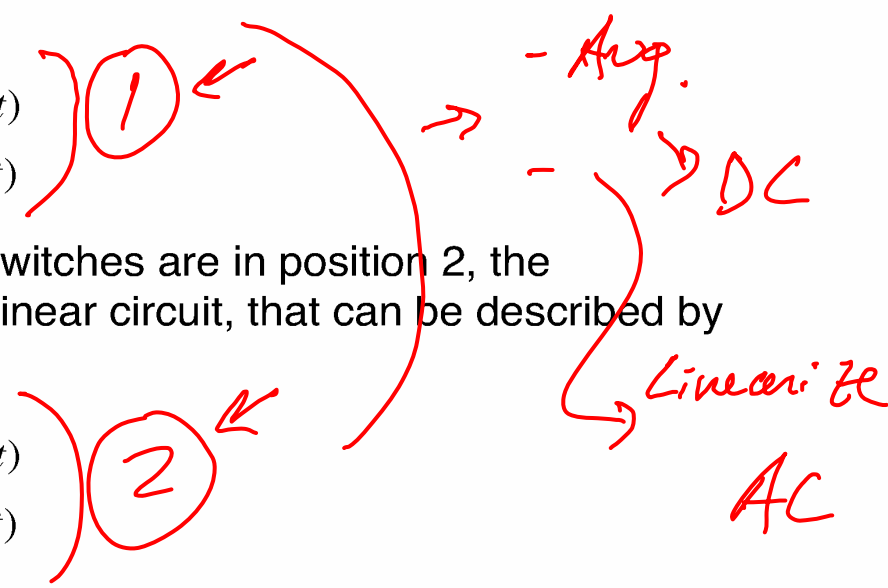 - Avg.
t) 1
t)
- DC
witches are in position 2, the
inear circuit, that can be described by
Linearize
t) 2
t)
AC